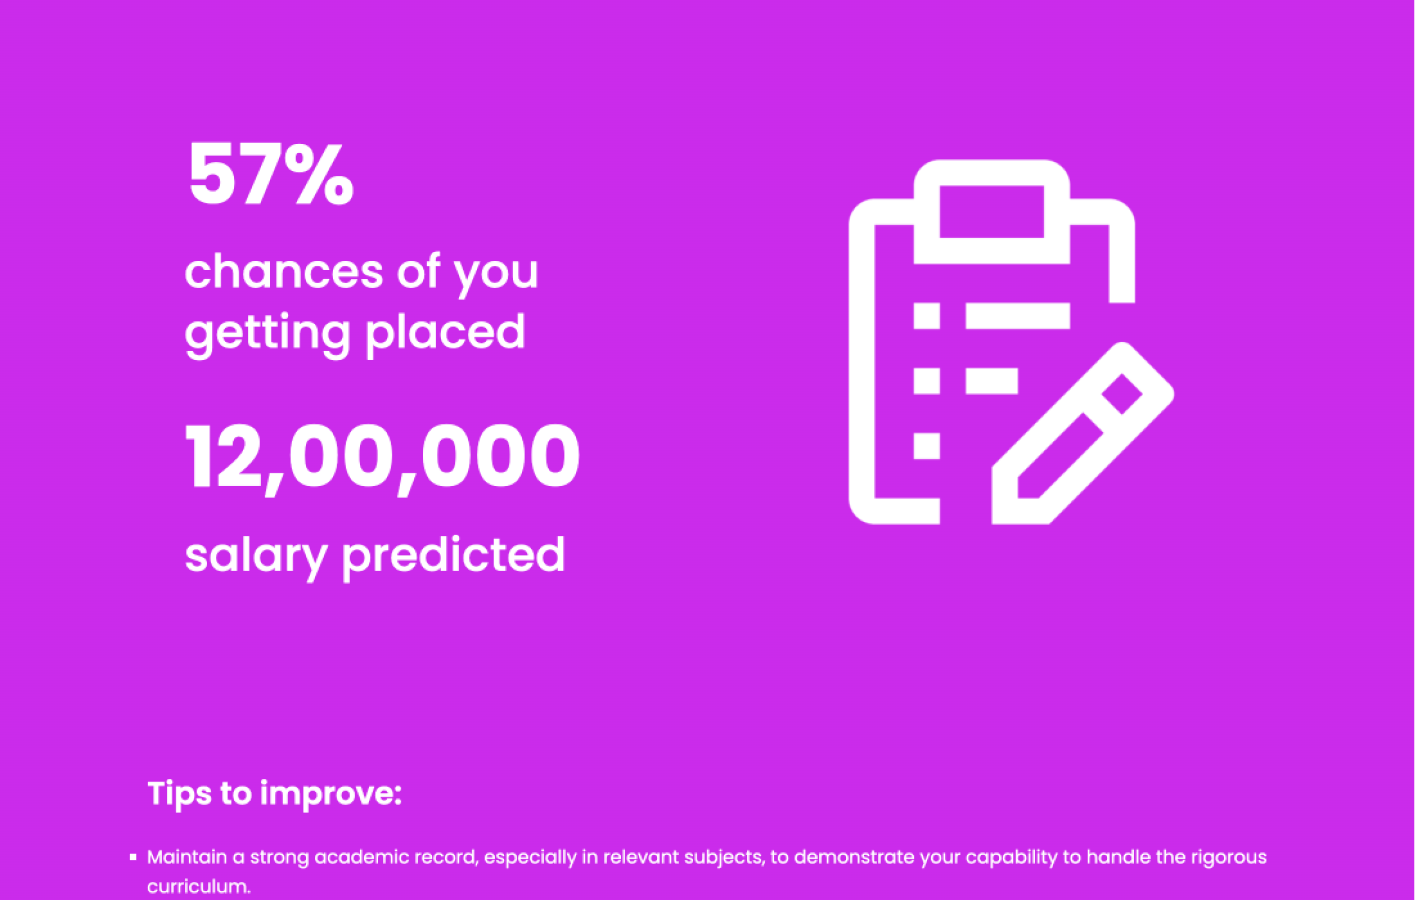 57%
chances of you
getting placed
12,00,000
salary predicted
Tips to improve:
▪ Maintain a strong academic record, especially in relevant subjects, to demonstrate your capability to handle the rigorous
curriculum.